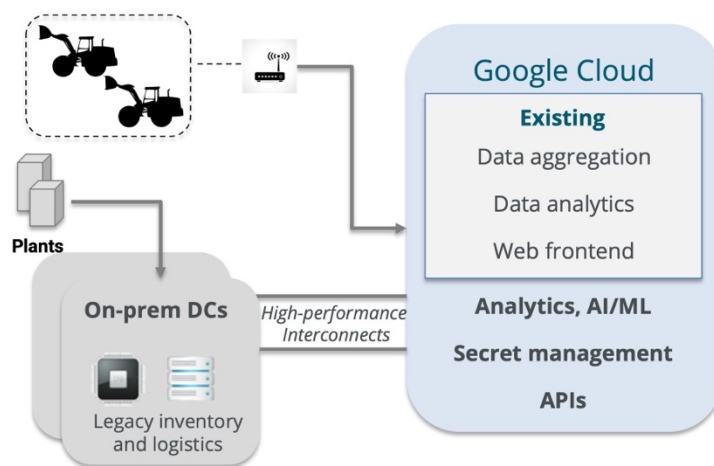 Google Cloud
Existing
Data aggregation
Data analytics
Web frontend
Plants
On-prem DCs
High-performance
Interconnects
Legacy inventory
and logistics
Analytics, AI/ML
Secret management
APIs